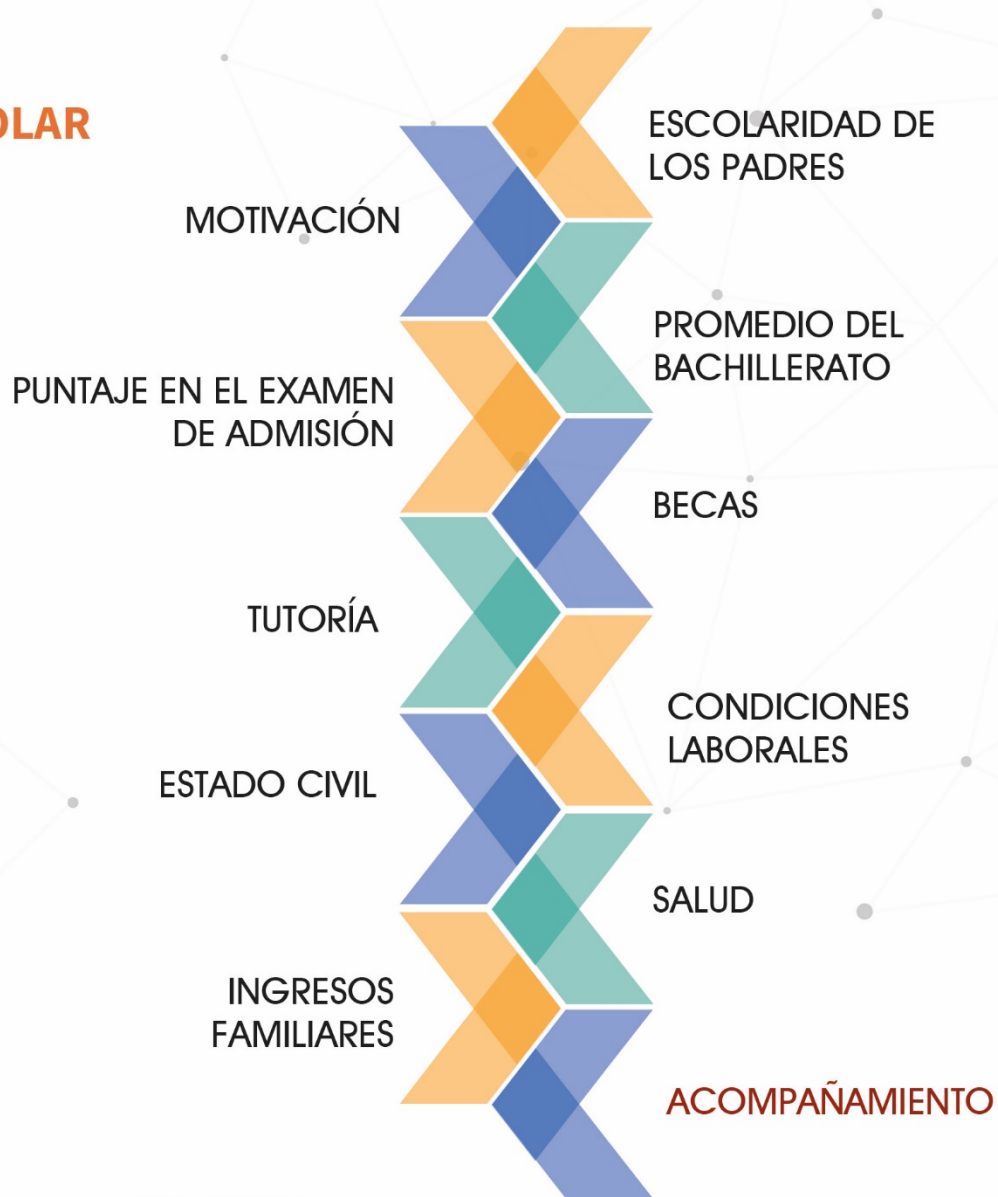 OLAR
ESCOLARIDAD DE
LOS PADRES
MOTIVACIÓN
PROMEDIO DEL
BACHILLERATO
PUNTAJE EN EL EXAMEN
DE ADMISIÓN
BECAS
TUTORÍA
CONDICIONES
LABORALES
ESTADO CIVIL
SALUD
INGRESOS
FAMILIARES
ACOMPAÑAMIENTO